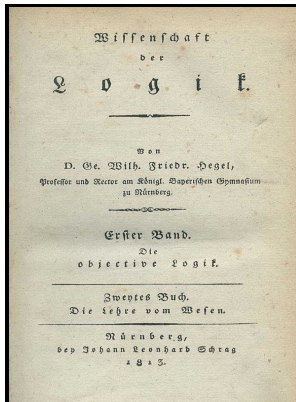 Wissenschaft
der
Logik.
Von
D. Ge. Wilh. Friedr. Hegel,
Professor und Rector am Königl. Bayerischen Gymnasium
zu Nürnberg.
Erster Band.
Die
objective Logik.
Zweytes Buch.
Die Lehre vom Wesen.
Nürnberg,
bey Johann Leonhard Schrag
1813.